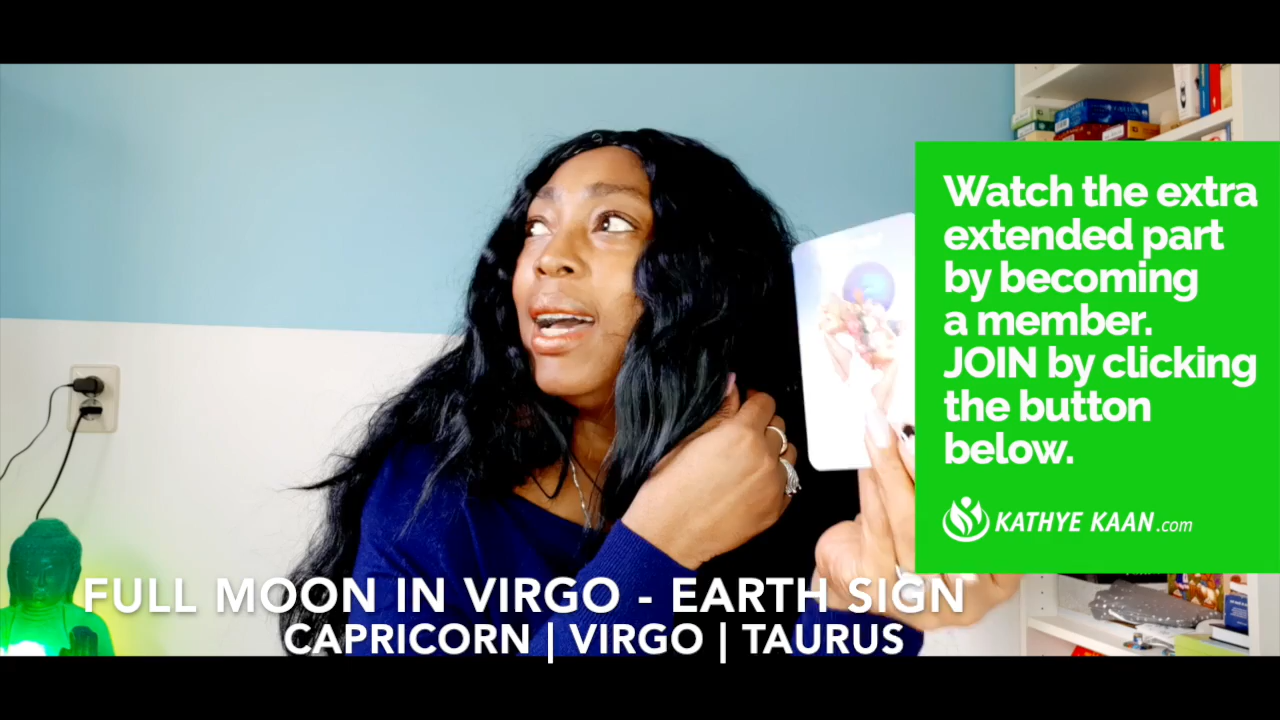 Watch the extra
extended part
by becoming
a member.
JOIN by clicking
the button
below.
KATHYE KAAN.com
FULL MOON IN VIRGO - EARTH SIGN
CAPRICORN | VIRGO | TAURUS